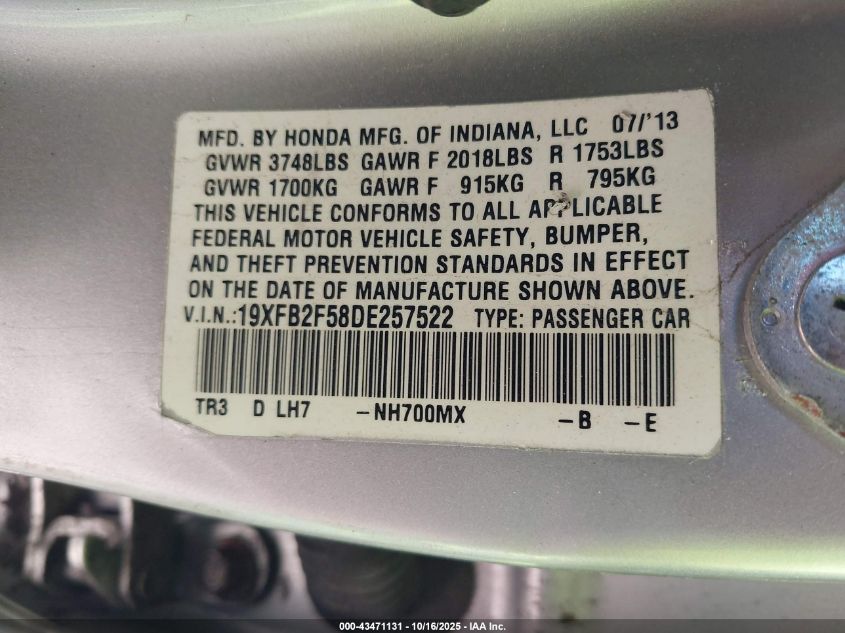 MFD. BY HONDA MFG. OF INDIANA, LLC 07/'13
GVWR 3748LBS GAWR F 2018LBS R 1753LBS
GVWR 1700KG GAWR F 915KG R 795KG
THIS VEHICLE CONFORMS TO ALL APPLICABLE
FEDERAL MOTOR VEHICLE SAFETY, BUMPER,
AND THEFT PREVENTION STANDARDS IN EFFECT
ON THE DATE OF MANUFACTURE SHOWN ABOVE.
V.I.N.:19XFB2F58DE257522 TYPE: PASSENGER CAR
TR3 D LH7 -NH700MX -B -E
000-43471131 - 10/16/2025 - IAA Inc.